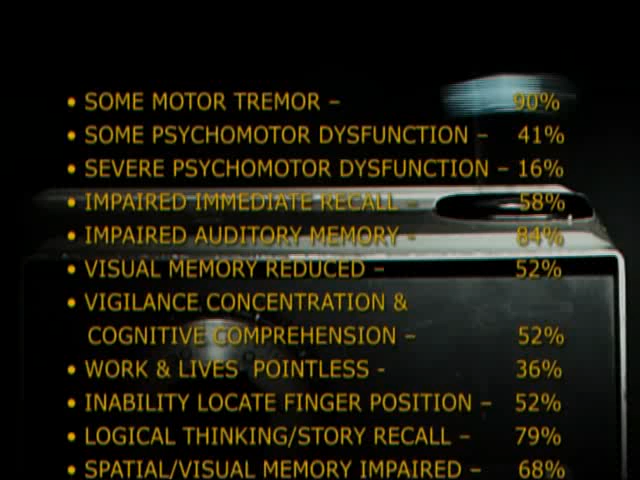 • SOME MOTOR TREMOR – 90%
• SOME PSYCHOMOTOR DYSFUNCTION – 41%
• SEVERE PSYCHOMOTOR DYSFUNCTION – 16%
• IMPAIRED IMMEDIATE RECALL – 58%
• IMPAIRED AUDITORY MEMORY - 84%
• VISUAL MEMORY REDUCED – 52%
• VIGILANCE CONCENTRATION &
COGNITIVE COMPREHENSION – 52%
• WORK & LIVES POINTLESS - 36%
• INABILITY LOCATE FINGER POSITION – 52%
• LOGICAL THINKING/STORY RECALL – 79%
• SPATIAL/VISUAL MEMORY IMPAIRED – 68%